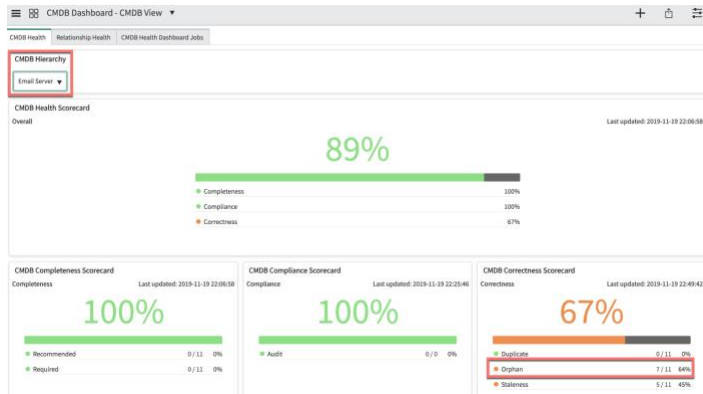 CMDB Dashboard - CMDB View ▼
CMDB Health Relationship Health CMDB Health Dashboard Jobs
CMDB Hierarchy
Email Server ▼
CMDB Health Scorecard
Overall Last updated: 2019-11-19 22:06:58
89%
Completeness 100%
Compliance 100%
Correctness 67%
CMDB Completeness Scorecard CMDB Compliance Scorecard CMDB Correctness Scorecard
Completeness Last updated: 2019-11-19 22:06:58 Compliance Last updated: 2019-11-19 22:25:46 Correctness Last updated: 2019-11-19 22:49:42
100% 100% 67%
Recommended 0/11 0% Audit 0/0 0% Duplicate 0/11 0%
Required 0/11 0% Orphan 7/11 64%
Staleness 5/11 45%